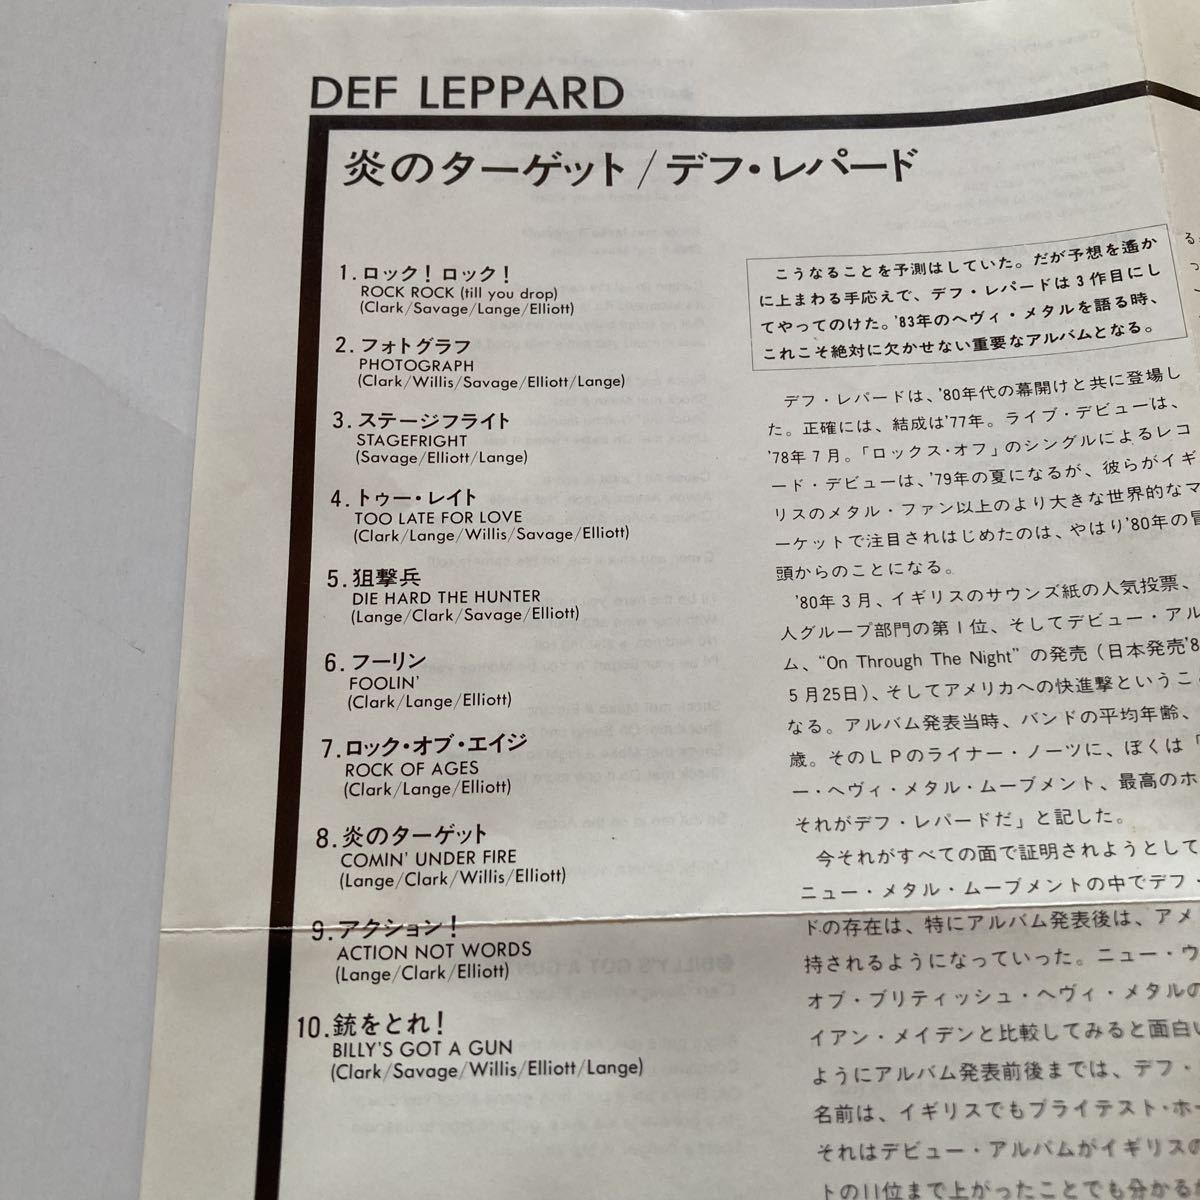 DEF LEPPARD
炎のターゲット/デフ・レパード
1.ロック！ロック！
ROCK ROCK (till you drop)
(Clark/Savage/Lange/Elliott)
2.フォトグラフ
PHOTOGRAPH
(Clark/Willis/Savage/Elliott/Lange)
3.ステージフライト
STAGEFRIGHT
(Savage/Elliott/Lange)
4.トゥー・レイト
TOO LATE FOR LOVE
(Clark/Lange/Willis/Savage/Elliott)
5.狙撃兵
DIE HARD THE HUNTER
(Lange/Clark/Savage/Elliott)
6.フーリン
FOOLIN'
(Clark/Lange/Elliott)
7.ロック・オブ・エイジ
ROCK OF AGES
(Clark/Lange/Elliott)
8.炎のターゲット
COMIN' UNDER FIRE
(Lange/Clark/Willis/Elliott)
9.アクション！
ACTION NOT WORDS
(Lange/Clark/Elliott)
10.銃をとれ！
BILLY'S GOT A GUN
(Clark/Savage/Willis/Elliott/Lange)
こうなることを予測はしていた。だが予想を遙か
に上まわる手応えで、デフ・レパードは3作目にし
てやってのけた。'83年のヘヴィ・メタルを語る時、
これこそ絶対に欠かせない重要なアルバムとなる。
デフ・レパードは、'80年代の幕開けと共に登場し
た。正確には、結成は'77年。ライブ・デビューは、
'78年7月。「ロックス・オフ」のシングルによるレコ
ード・デビューは、'79年の夏になるが、彼らがイギ
リスのメタル・ファン以上のより大きな世界的なマ
ーケットで注目されはじめたのは、やはり'80年の冒
頭からのことになる。
'80年3月、イギリスのサウンズ紙の人気投票、
人グループ部門の第1位、そしてデビュー・アル
ム、“On Through The Night”の発売（日本発売'8
5月25日）、そしてアメリカへの快進撃というこ
なる。アルバム発表当時、バンドの平均年齢、
歳。そのLPのライナー・ノーツに、ぼくは「
ー・ヘヴィ・メタル・ムーブメント、最高のホ
それがデフ・レパードだ」と記した。
今それがすべての面で証明されようとして
ニュー・メタル・ムーブメントの中でデフ・
ドの存在は、特にアルバム発表後は、アメ
持されるようになっていった。ニュー・ウ
オブ・ブリティッシュ・ヘヴィ・メタルの
イアン・メイデンと比較してみると面白い
ようにアルバム発表前後までは、デフ・
名前は、イギリスでもブライテスト・ホー
それはデビュー・アルバムがイギリスの
トの11位まで上がったことでも分かるが
る
っ